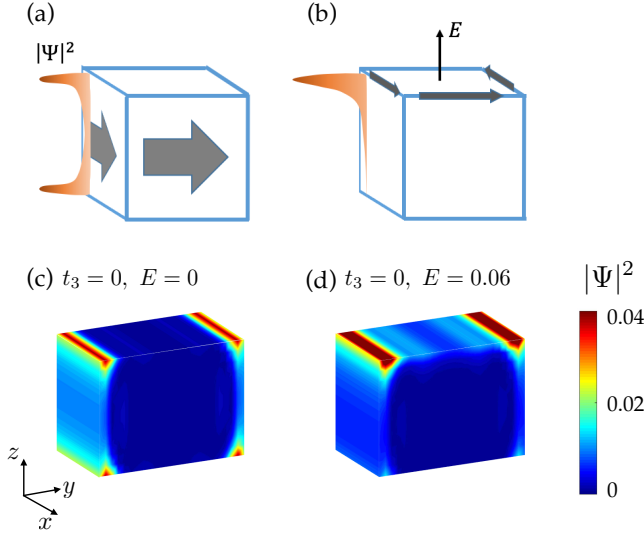 (a)
(b)
|Ψ|²
E
(c) t₃ = 0, E = 0
(d) t₃ = 0, E = 0.06
|Ψ|²
0.04
0.02
0
z
y
x